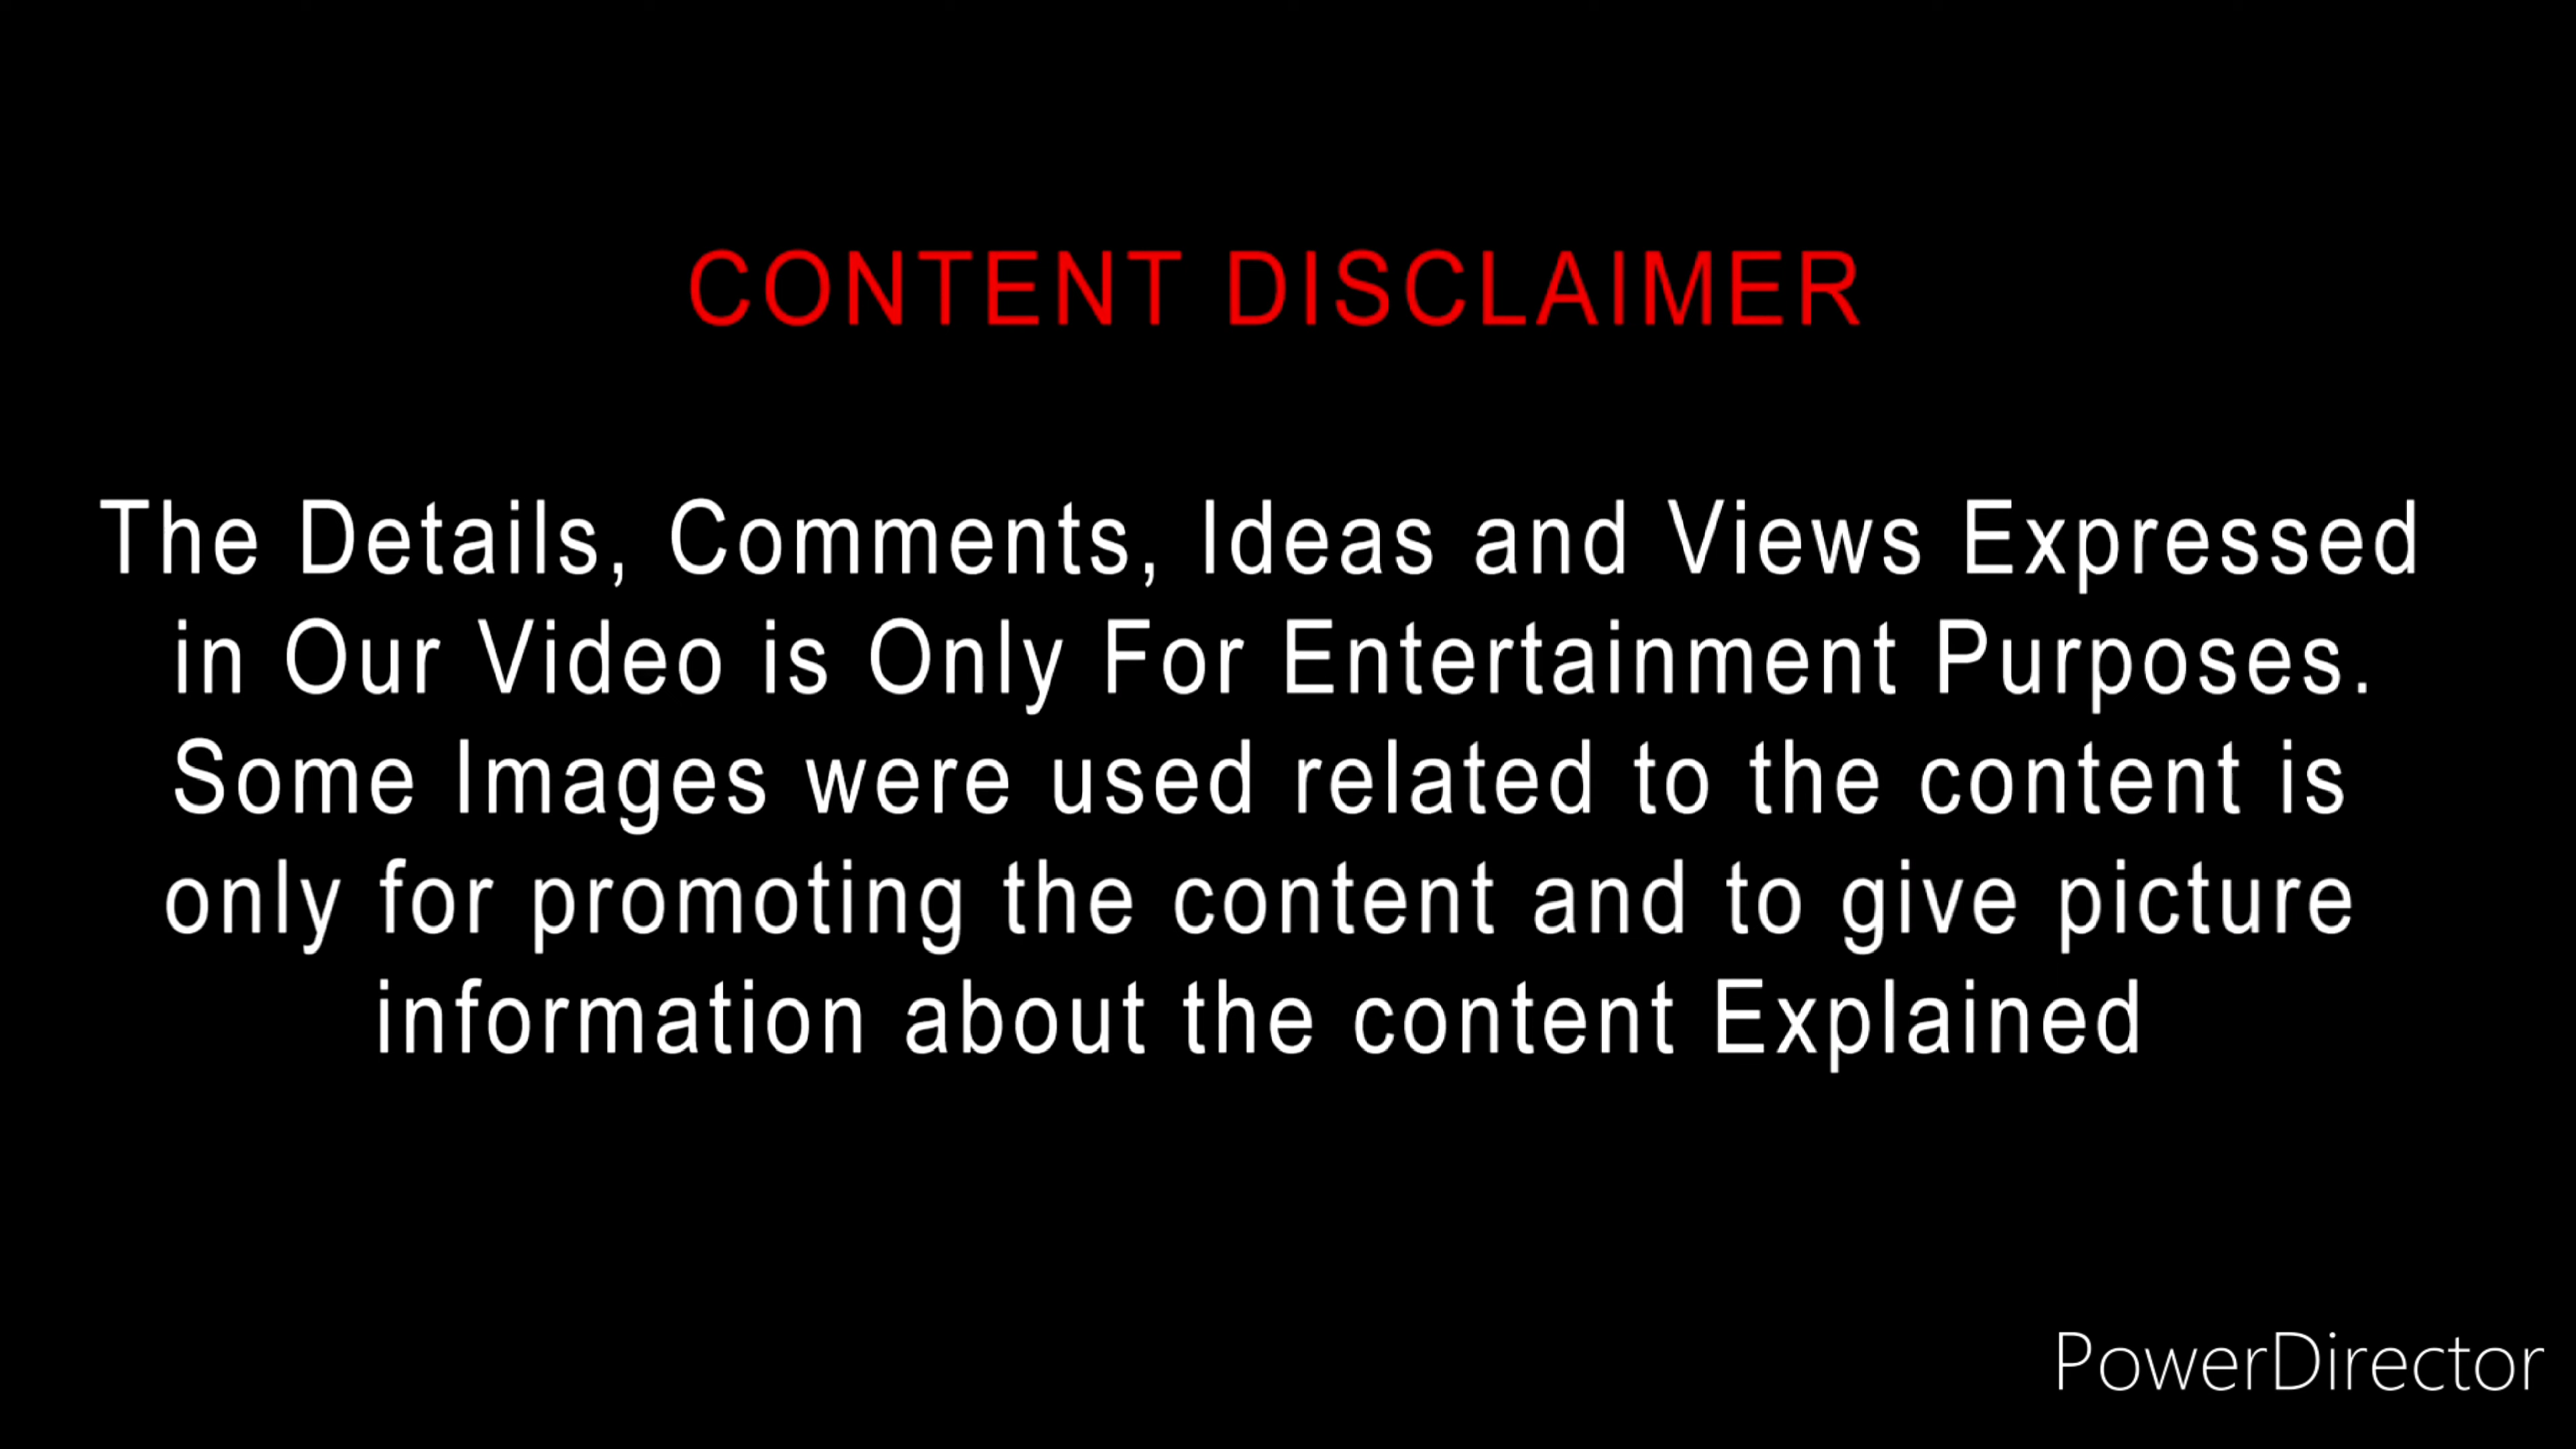 CONTENT DISCLAIMER
The Details, Comments, Ideas and Views Expressed
in Our Video is Only For Entertainment Purposes.
Some Images were used related to the content is
only for promoting the content and to give picture
information about the content Explained
PowerDirector